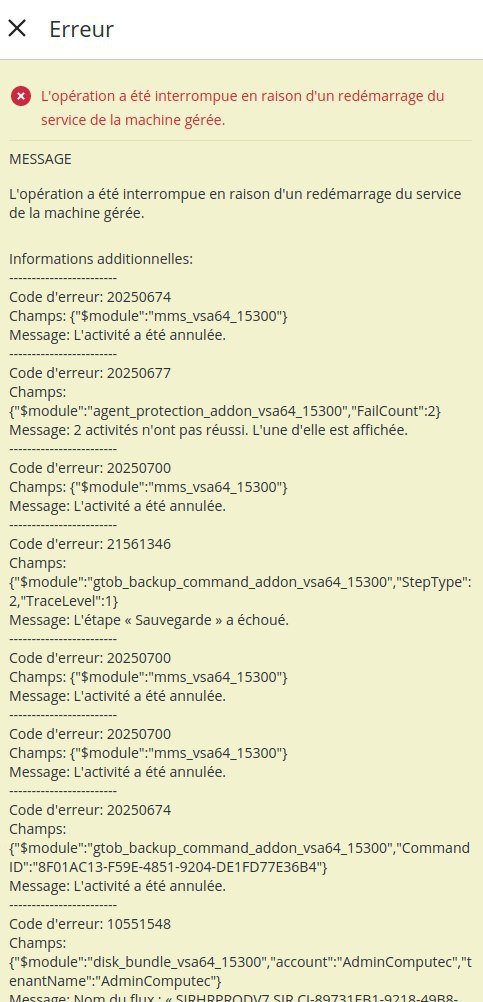 Erreur
L'opération a été interrompue en raison d'un redémarrage du
service de la machine gérée.
MESSAGE
L'opération a été interrompue en raison d'un redémarrage du service
de la machine gérée.
Informations additionnelles:
------------------------
Code d'erreur: 20250674
Champs: {"$module":"mms_vsa64_15300"}
Message: L'activité a été annulée.
------------------------
Code d'erreur: 20250677
Champs:
{"$module":"agent_protection_addon_vsa64_15300","FailCount":2}
Message: 2 activités n'ont pas réussi. L'une d'elle est affichée.
------------------------
Code d'erreur: 20250700
Champs: {"$module":"mms_vsa64_15300"}
Message: L'activité a été annulée.
------------------------
Code d'erreur: 21561346
Champs:
{"$module":"gtob_backup_command_addon_vsa64_15300","StepType":
2,"TraceLevel":1}
Message: L'étape « Sauvegarde » a échoué.
------------------------
Code d'erreur: 20250700
Champs: {"$module":"mms_vsa64_15300"}
Message: L'activité a été annulée.
------------------------
Code d'erreur: 20250700
Champs: {"$module":"mms_vsa64_15300"}
Message: L'activité a été annulée.
------------------------
Code d'erreur: 20250674
Champs:
{"$module":"gtob_backup_command_addon_vsa64_15300","Command
ID":"8F01AC13-F59E-4851-9204-DE1FD77E36B4"}
Message: L'activité a été annulée.
------------------------
Code d'erreur: 10551548
Champs:
{"$module":"disk_bundle_vsa64_15300","account":"AdminComputec","t
enantName":"AdminComputec"}
Message: Nom du flux : « SIRHRPRODV7 SIR CI-89731EB1-9218-49B8-